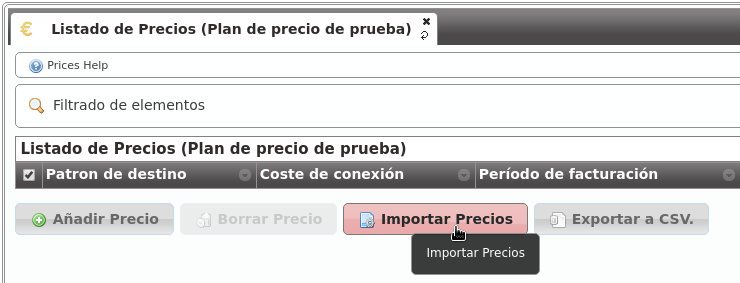 € Listado de Precios (Plan de precio de prueba)
Prices Help
Filtrado de elementos
Listado de Precios (Plan de precio de prueba)
Patron de destino Coste de conexión Período de facturación
Añadir Precio Borrar Precio Importar Precios Exportar a CSV.
Importar Precios